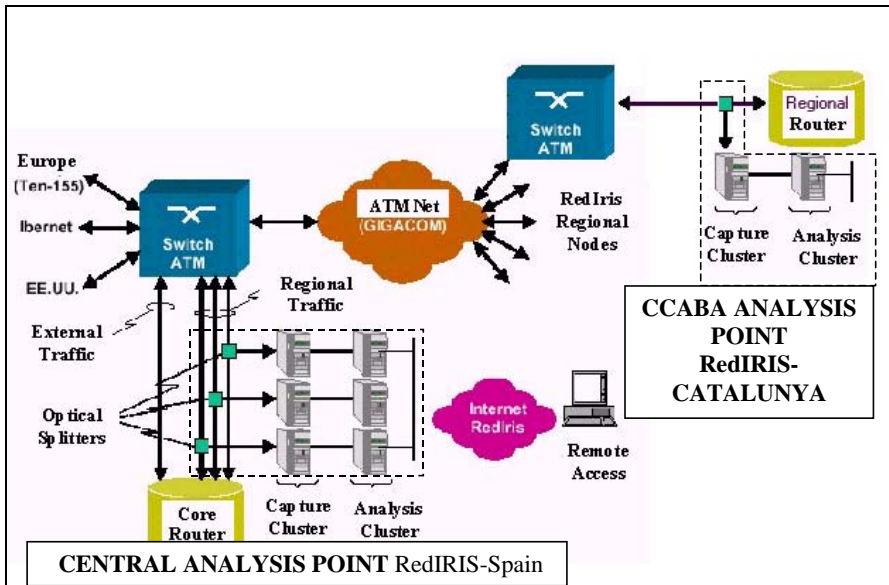 Switch
ATM
Regional
Router
Europe
(Ten-155)
Ibernet
EE.UU.
Switch
ATM
ATM Net
(GIGACOM)
RedIris
Regional
Nodes
Capture
Cluster
Analysis
Cluster
External
Traffic
Regional
Traffic
CCABA ANALYSIS
POINT
RedIRIS-
CATALUNYA
Optical
Splitters
Internet
RedIris
Remote
Access
Core
Router
Capture
Cluster
Analysis
Cluster
CENTRAL ANALYSIS POINT RedIRIS-Spain